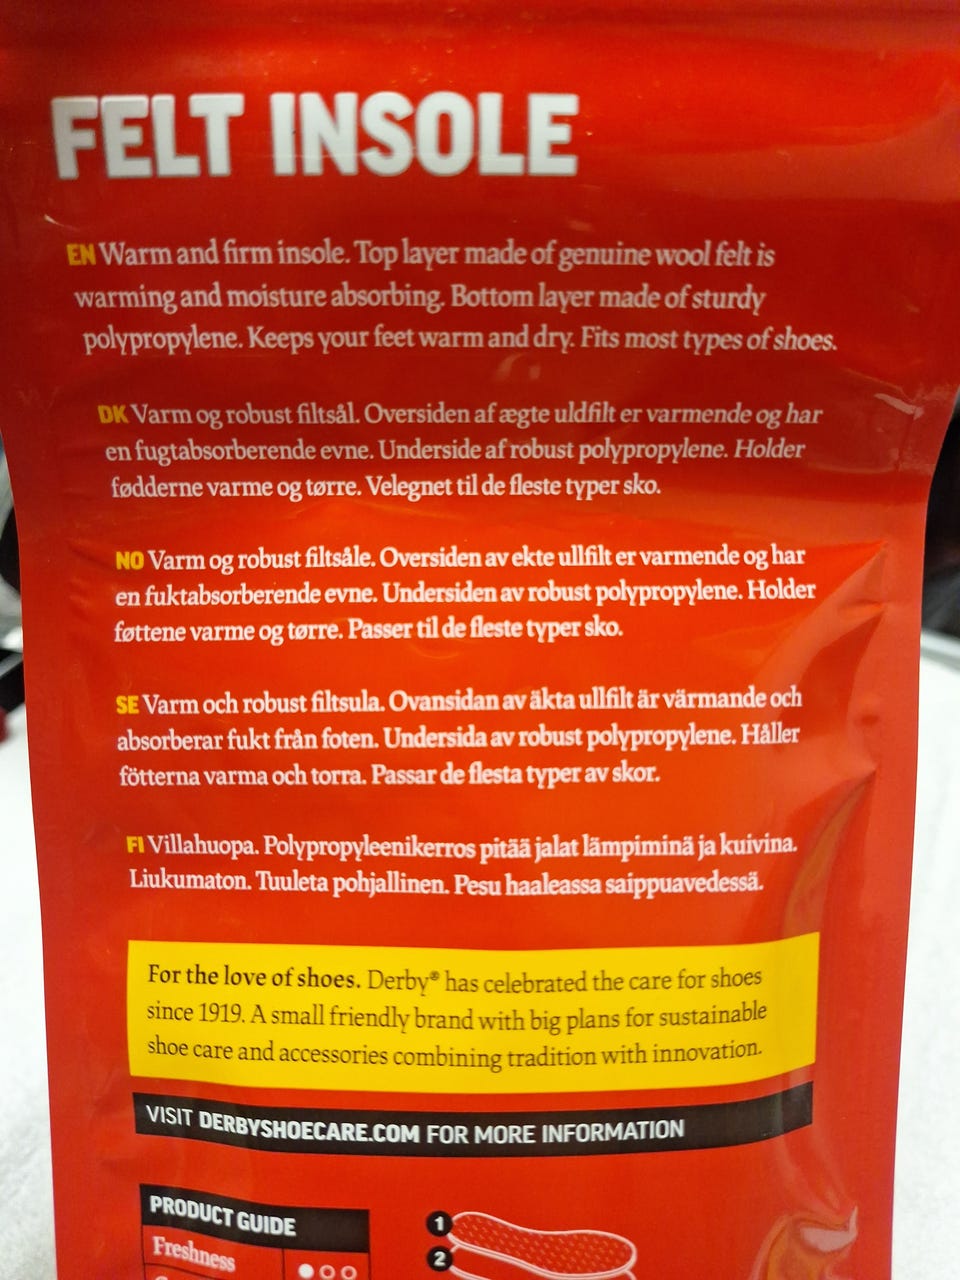 FELT INSOLE
EN Warm and firm insole. Top layer made of genuine wool felt is
warming and moisture absorbing. Bottom layer made of sturdy
polypropylene. Keeps your feet warm and dry. Fits most types of shoes.
DK Varm og robust filtsål. Oversiden af ægte uldfilt er varmende og har
en fugtabsorberende evne. Underside af robust polypropylene. Holder
fødderne varme og tørre. Velegnet til de fleste typer sko.
NO Varm og robust filtsåle. Oversiden av ekte ullfilt er varmende og har
en fuktabsorberende evne. Undersiden av robust polypropylene. Holder
føttene varme og tørre. Passer til de fleste typer sko.
SE Varm och robust filtsula. Ovansidan av äkta ullfilt är värmande och
absorberar fukt från foten. Undersida av robust polypropylene. Håller
fötterna varma och torra. Passar de flesta typer av skor.
FI Villahuopa. Polypropyleenikerros pitää jalat lämpiminä ja kuivina.
Liukumaton. Tuuleta pohjallinen. Pesu haaleassa saippuavedessä.
For the love of shoes. Derby® has celebrated the care for shoes
since 1919. A small friendly brand with big plans for sustainable
shoe care and accessories combining tradition with innovation.
VISIT DERBYSHOECARE.COM FOR MORE INFORMATION
PRODUCT GUIDE
Freshness
1
2